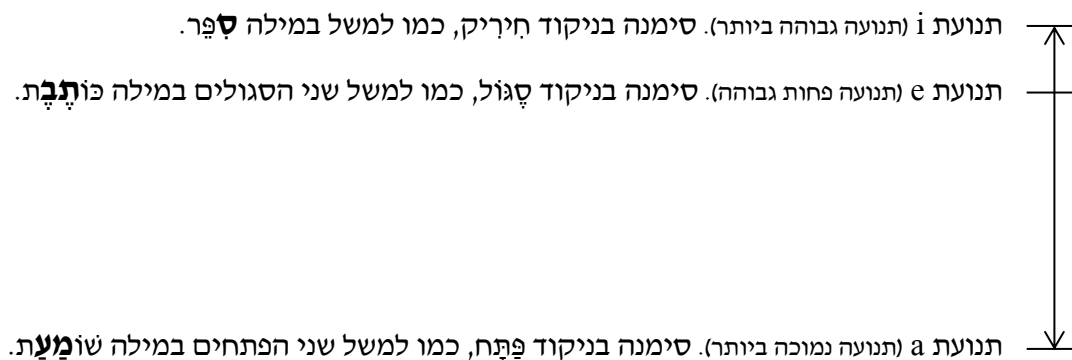 תנועת i (תנועה גבוהה ביותר). סימנה בניקוד חִירִיק, כמו למשל במילה סִפֵּר.
תנועת e (תנועה פחות גבוהה). סימנה בניקוד סֶגּוֹל, כמו למשל שני הסגולים במילה כּוֹתֶבֶת.
תנועת a (תנועה נמוכה ביותר). סימנה בניקוד פַּתָּח, כמו למשל שני הפתחים במילה שׁוֹמַעַת.